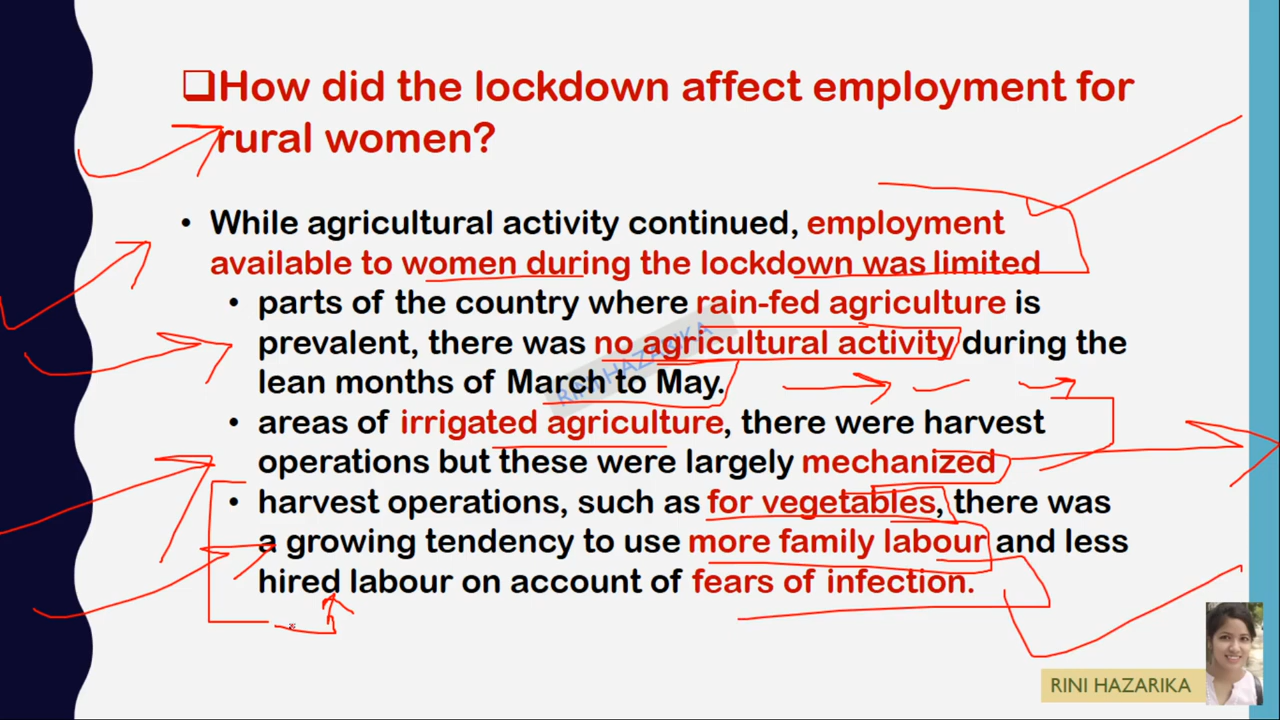 ❑How did the lockdown affect employment for
rural women?
• While agricultural activity continued, employment
available to women during the lockdown was limited
• parts of the country where rain-fed agriculture is
prevalent, there was no agricultural activity during the
lean months of March to May.
• areas of irrigated agriculture, there were harvest
operations but these were largely mechanized
• harvest operations, such as for vegetables, there was
a growing tendency to use more family labour and less
hired labour on account of fears of infection.
RINI HAZARIKA
RINI HAZARIKA